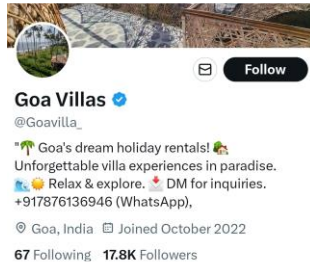 Follow
Goa Villas
@Goavilla_
"🌴 Goa's dream holiday rentals! 🏡
Unforgettable villa experiences in paradise.
🌊🌞 Relax & explore. 📩 DM for inquiries.
+917876136946 (WhatsApp),
Goa, India Joined October 2022
67 Following 17.8K Followers